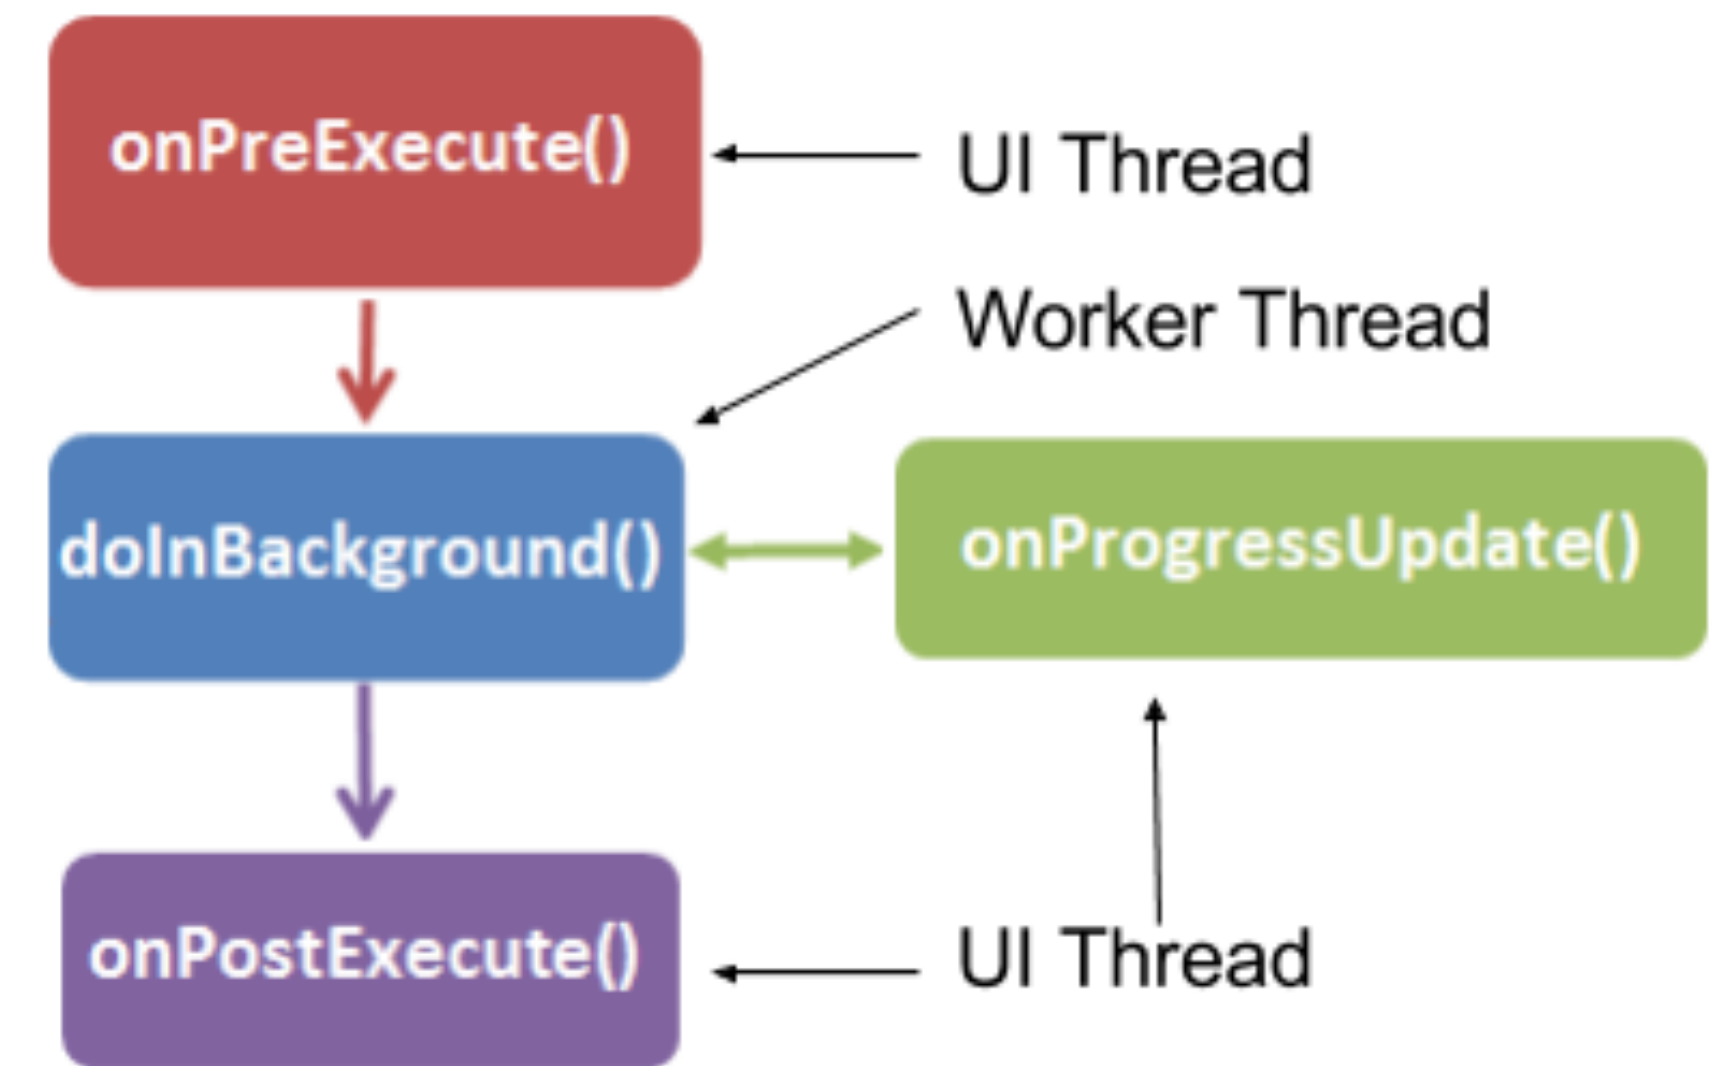 onPreExecute()
UI Thread
Worker Thread
doInBackground()
onProgressUpdate()
onPostExecute()
UI Thread